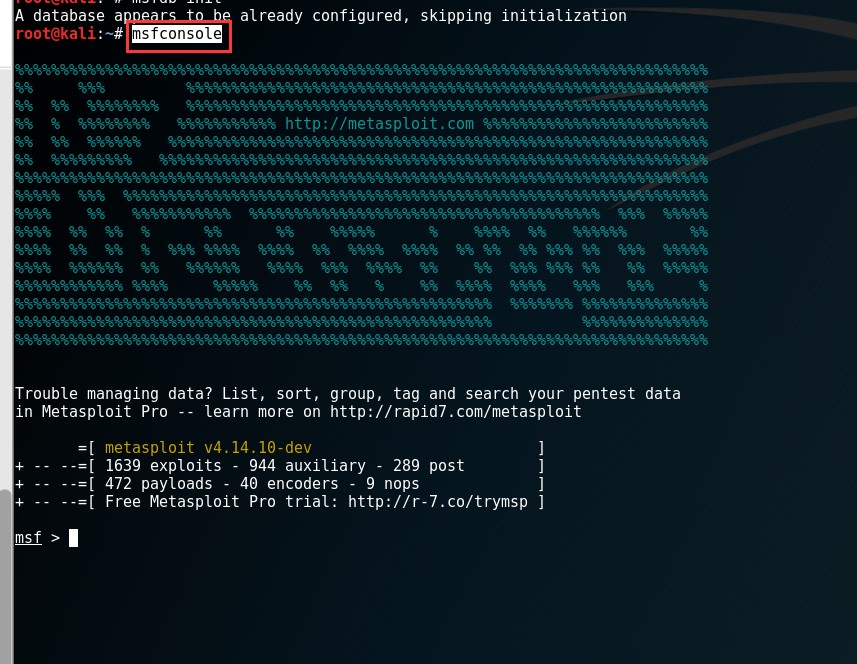 root@kali:~# msfdb init
A database appears to be already configured, skipping initialization
root@kali:~# msfconsole
http://metasploit.com
Trouble managing data? List, sort, group, tag and search your pentest data
in Metasploit Pro -- learn more on http://rapid7.com/metasploit
=[ metasploit v4.14.10-dev ]
+ -- --=[ 1639 exploits - 944 auxiliary - 289 post ]
+ -- --=[ 472 payloads - 40 encoders - 9 nops ]
+ -- --=[ Free Metasploit Pro trial: http://r-7.co/trymsp ]
msf >